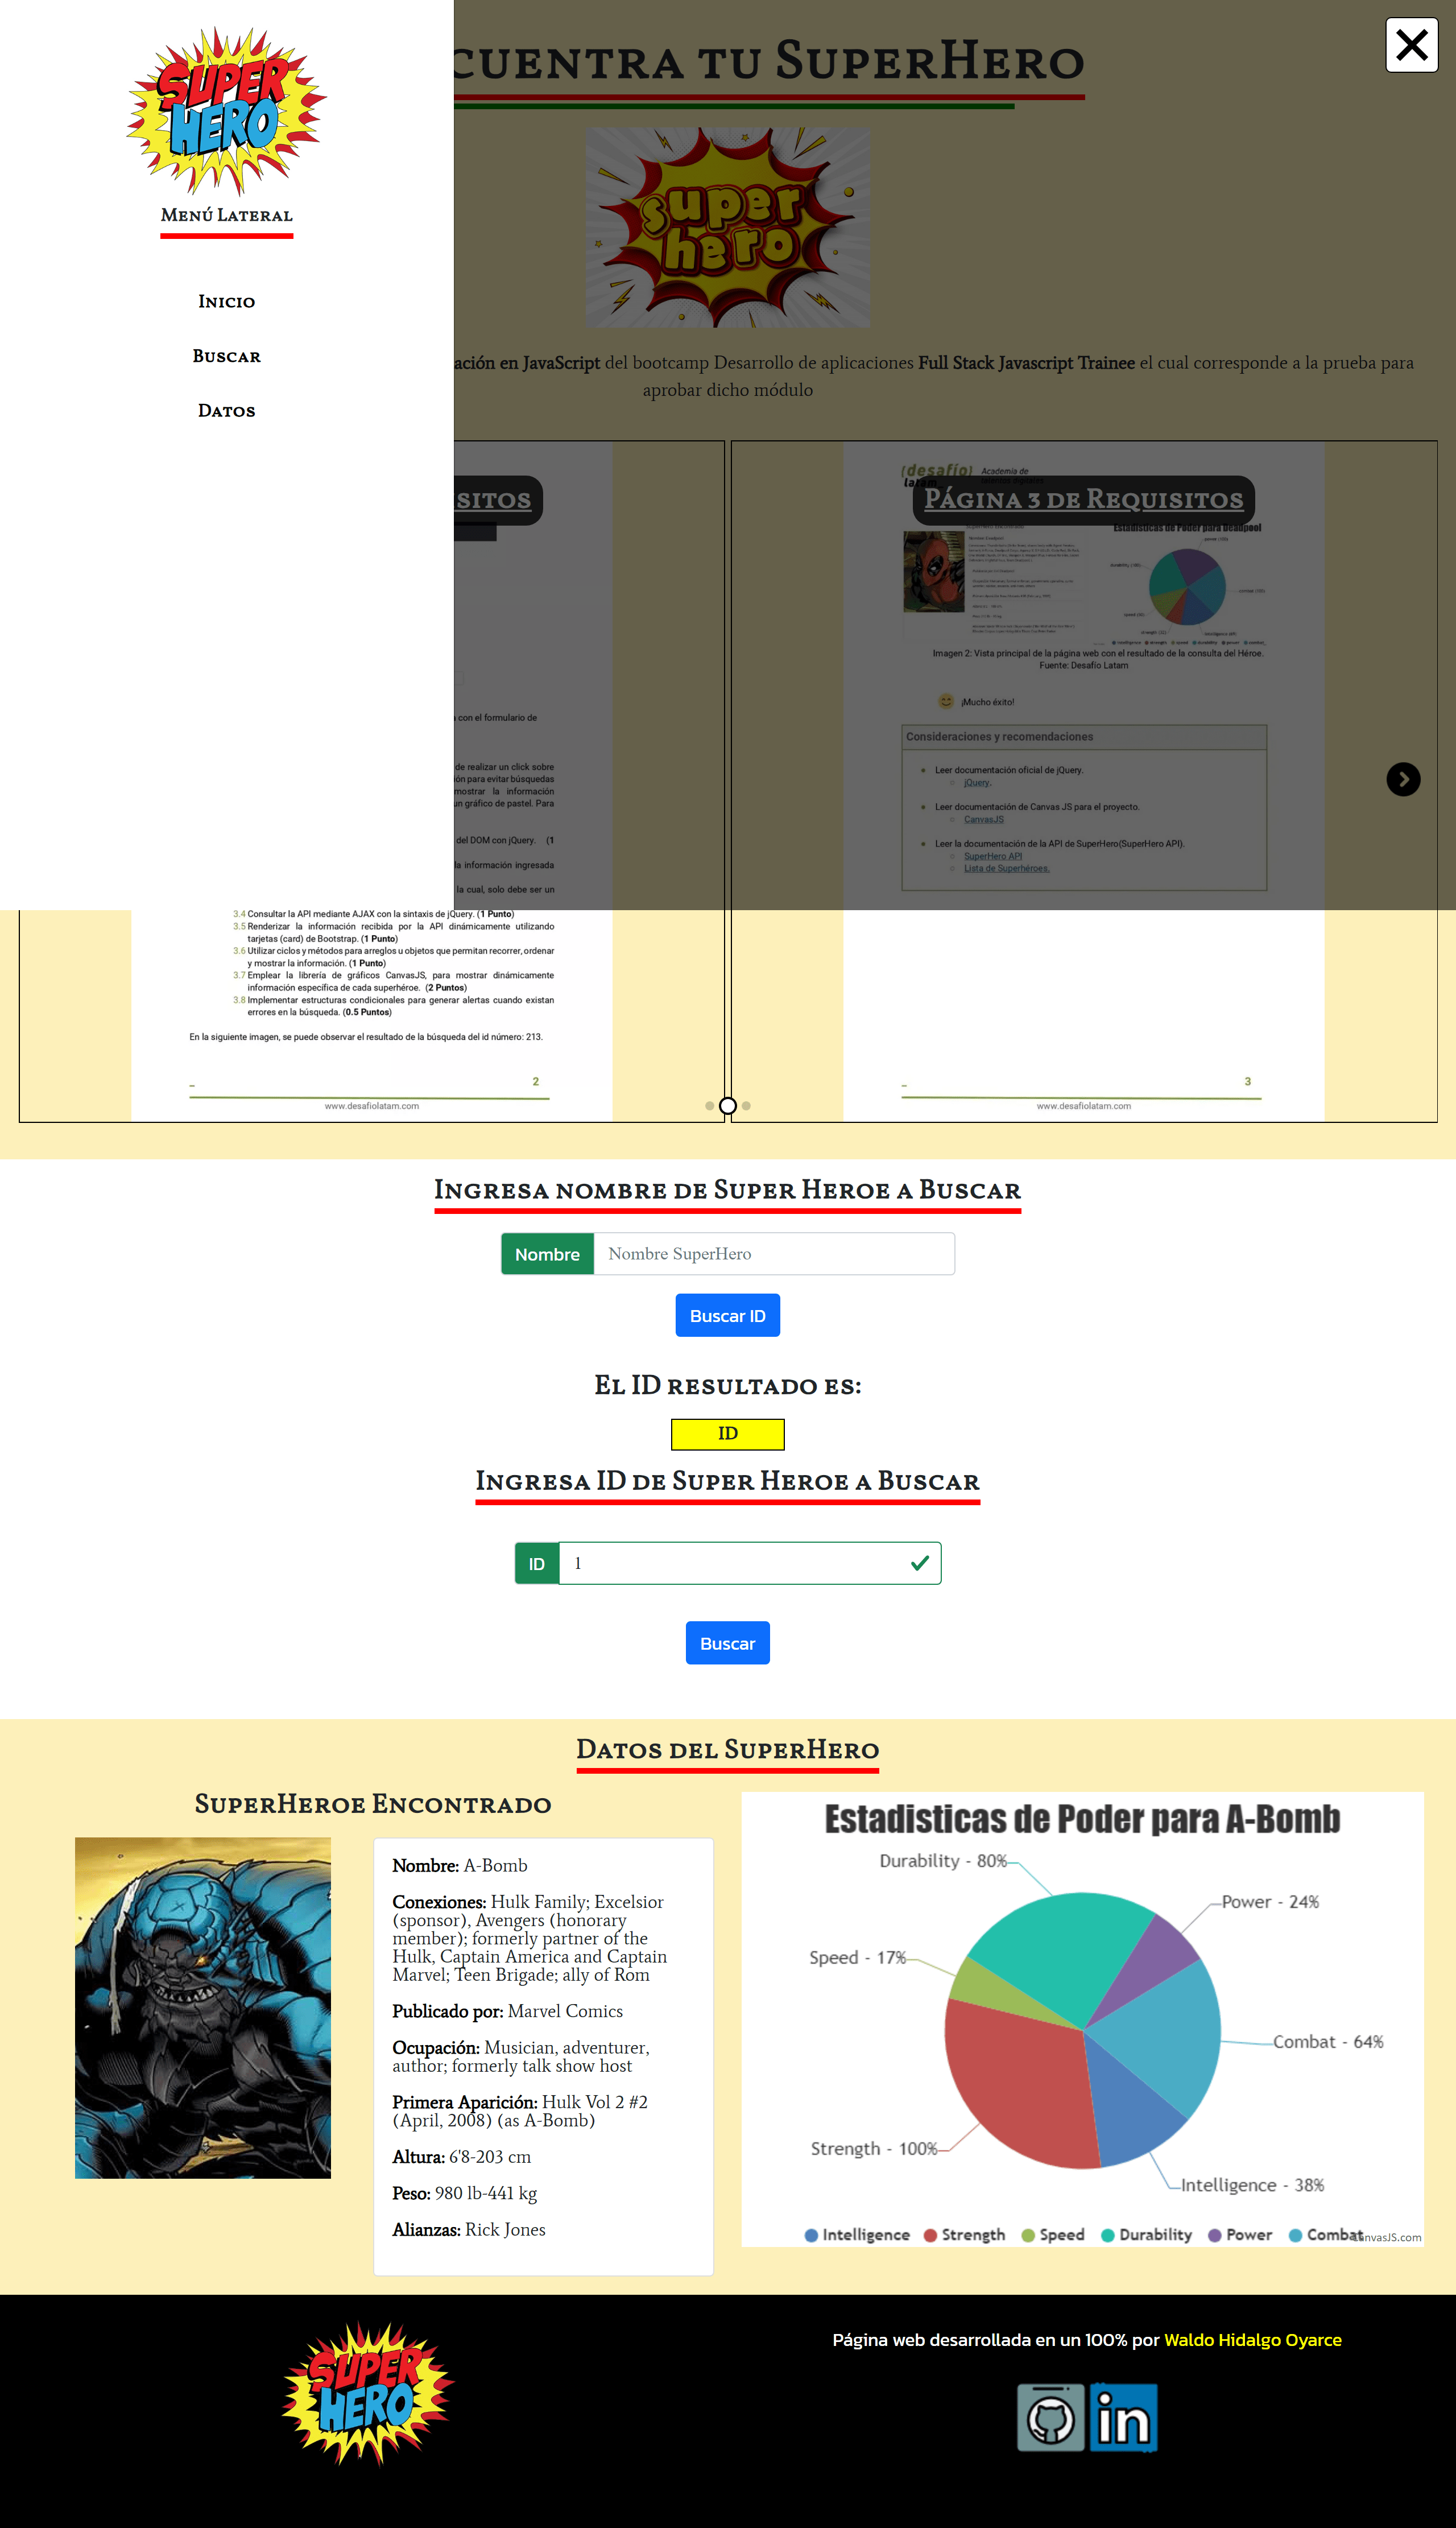 SUPER
HERO
Menú Lateral
Inicio
Buscar
Datos
cuentra tu SuperHero
super
hero
ación en JavaScript del bootcamp Desarrollo de aplicaciones Full Stack Javascript Trainee el cual corresponde a la prueba para
aprobar dicho módulo
sitos
con el formulario de
de realizar un click sobre
ión para evitar búsquedas
mostrar la información
un gráfico de pastel. Para
del DOM con jQuery. (1
la información ingresada
la cual, solo debe ser un
3.4 Consultar la API mediante AJAX con la sintaxis de jQuery. (1 Punto)
3.5 Renderizar la información recibida por la API dinámicamente utilizando
tarjetas (card) de Bootstrap. (1 Punto)
3.6 Utilizar ciclos y métodos para arreglos u objetos que permitan recorrer, ordenar
y mostrar la información. (1 Punto)
3.7 Emplear la librería de gráficos CanvasJS, para mostrar dinámicamente
información específica de cada superhéroe. (2 Puntos)
3.8 Implementar estructuras condicionales para generar alertas cuando existan
errores en la búsqueda. (0.5 Puntos)
En la siguiente imagen, se puede observar el resultado de la búsqueda del id número: 213.
2
www.desafiolatam.com
{desafío}
latam_
Academia de
Página 3 de Requisitos
Estadísticas de Poder para Deadpool
Imagen 2: Vista principal de la página web con el resultado de la consulta del Héroe.
Fuente: Desafío Latam
¡Mucho éxito!
Consideraciones y recomendaciones
Leer documentación oficial de jQuery.
jQuery.
Leer documentación de Canvas JS para el proyecto.
CanvasJS
Leer la documentación de la API de SuperHero(SuperHero API).
SuperHero API
Lista de Superhéroes.
3
www.desafiolatam.com
Ingresa nombre de Super Heroe a Buscar
Nombre Nombre SuperHero
Buscar ID
El ID resultado es:
ID
Ingresa ID de Super Heroe a Buscar
ID 1
Buscar
Datos del SuperHero
SuperHeroe Encontrado
Nombre: A-Bomb
Conexiones: Hulk Family; Excelsior
(sponsor), Avengers (honorary
member); formerly partner of the
Hulk, Captain America and Captain
Marvel; Teen Brigade; ally of Rom
Publicado por: Marvel Comics
Ocupación: Musician, adventurer,
author; formerly talk show host
Primera Aparición: Hulk Vol 2 #2
(April, 2008) (as A-Bomb)
Altura: 6'8-203 cm
Peso: 980 lb-441 kg
Alianzas: Rick Jones
Estadisticas de Poder para A-Bomb
Durability - 80%
Power - 24%
Speed - 17%
Combat - 64%
Strength - 100%
Intelligence - 38%
Intelligence Strength Speed Durability Power Combat
anvasJS.com
SUPER
HERO
Página web desarrollada en un 100% por Waldo Hidalgo Oyarce
in